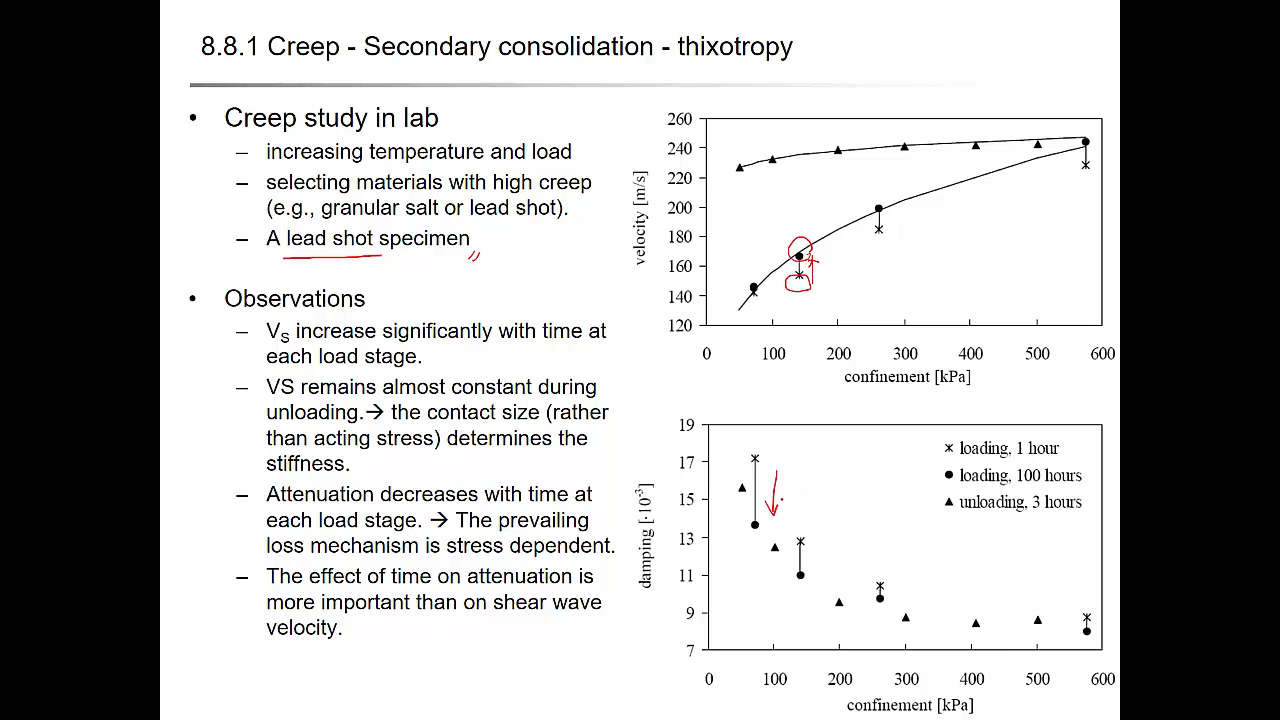 8.8.1 Creep - Secondary consolidation - thixotropy
• Creep study in lab
– increasing temperature and load
– selecting materials with high creep
(e.g., granular salt or lead shot).
– A lead shot specimen
• Observations
– VS increase significantly with time at
each load stage.
– VS remains almost constant during
unloading.→ the contact size (rather
than acting stress) determines the
stiffness.
– Attenuation decreases with time at
each load stage. → The prevailing
loss mechanism is stress dependent.
– The effect of time on attenuation is
more important than on shear wave
velocity.
260
240
220
200
180
160
140
120
velocity [m/s]
0 100 200 300 400 500 600
confinement [kPa]
19
17
15
13
11
9
7
damping [·10⁻³]
loading, 1 hour
loading, 100 hours
unloading, 3 hours
0 100 200 300 400 500 600
confinement [kPa]